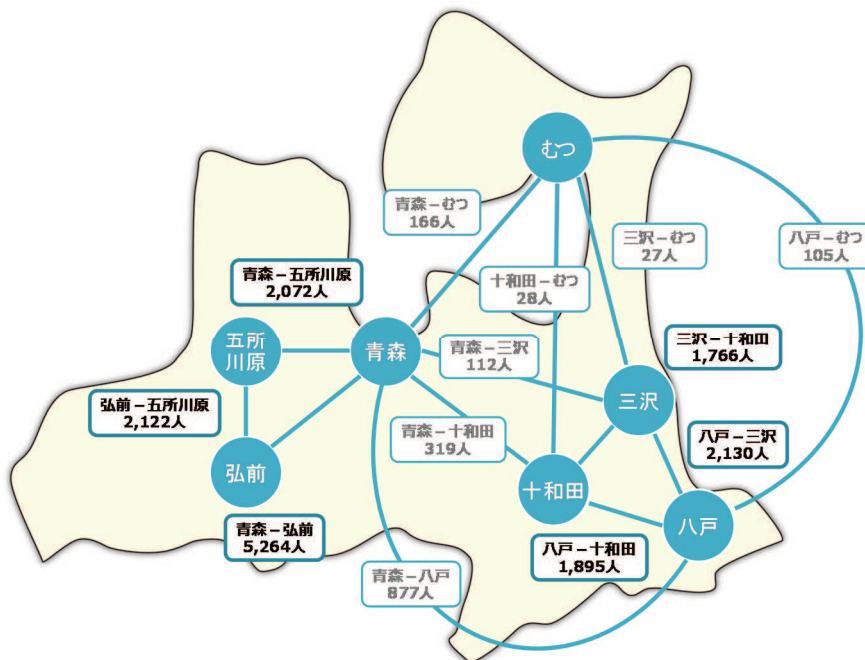 むつ
青森－むつ
166人
三沢－むつ
27人
八戸－むつ
105人
青森－五所川原
2,072人
十和田－むつ
28人
五所
川原
青森
青森－三沢
112人
三沢－十和田
1,766人
弘前－五所川原
2,122人
三沢
青森－十和田
319人
八戸－三沢
2,130人
弘前
十和田
八戸
青森－弘前
5,264人
八戸－十和田
1,895人
青森－八戸
877人